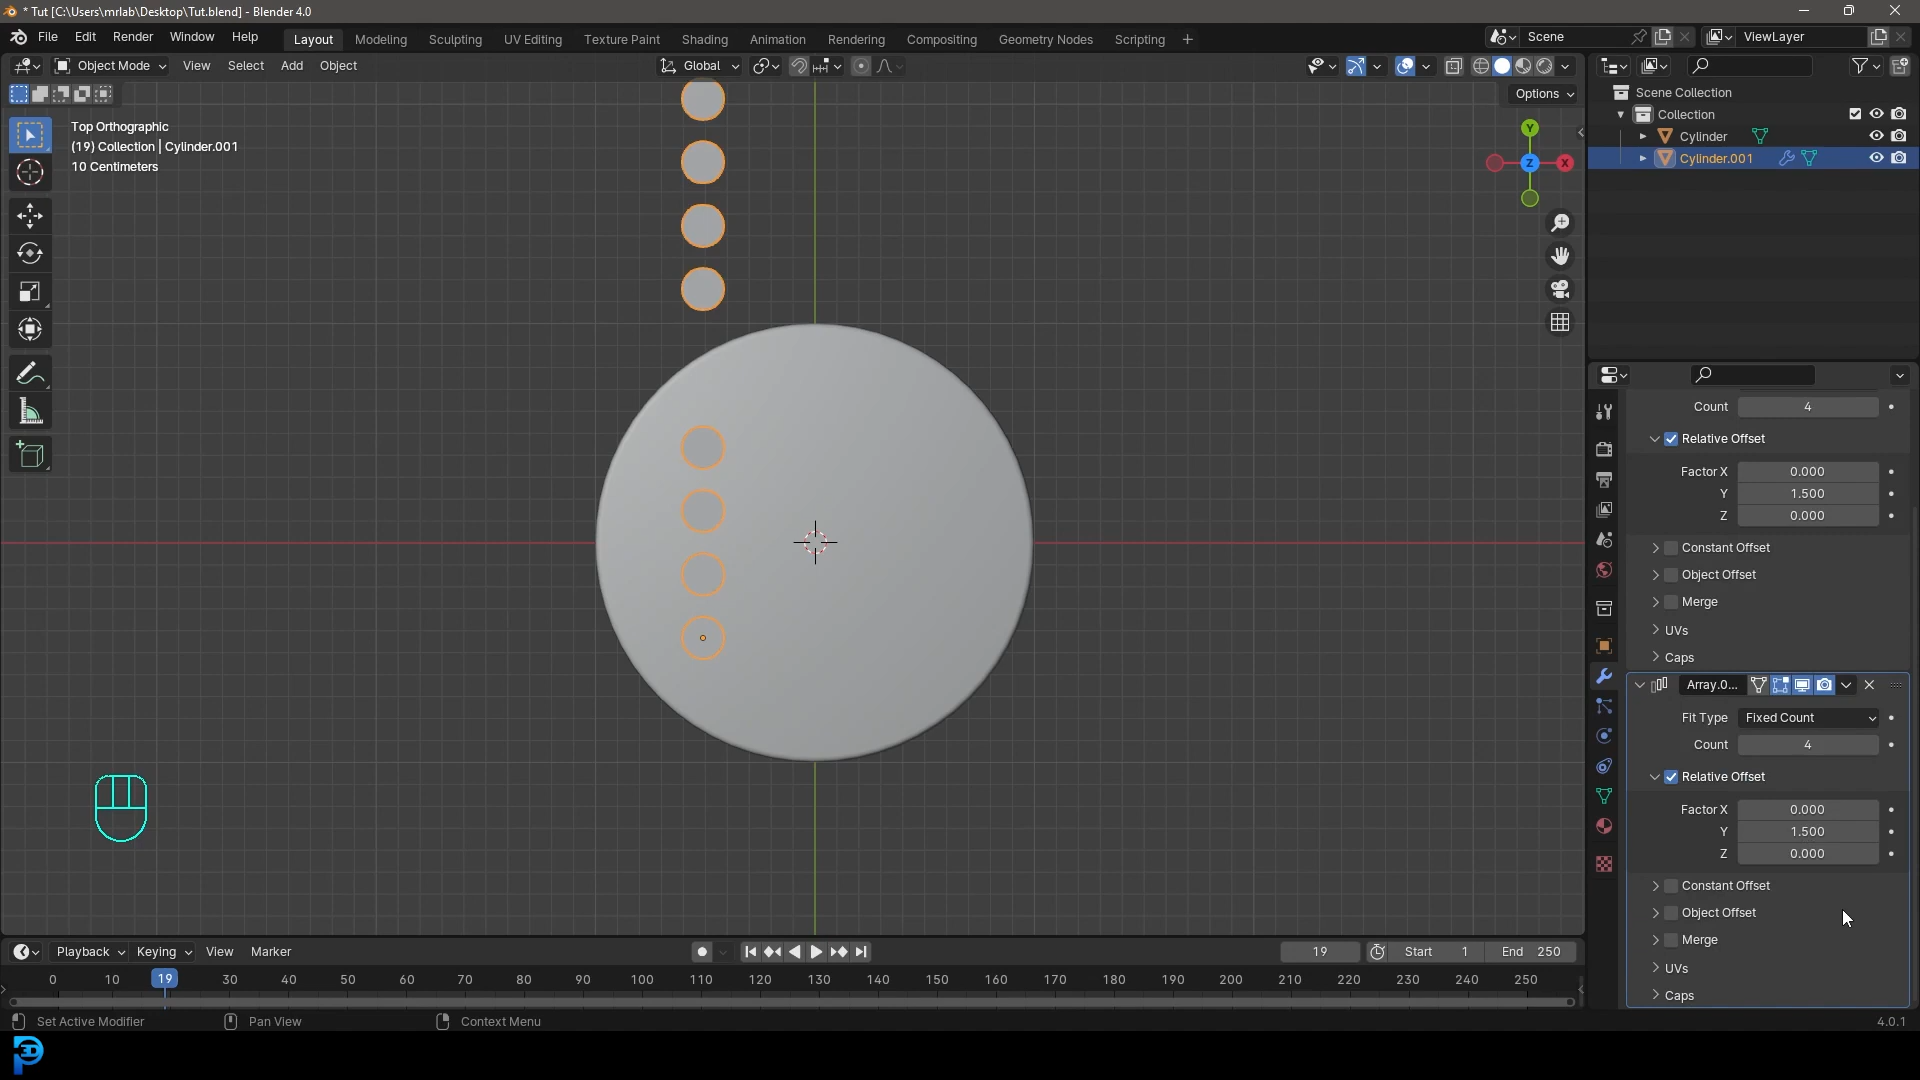 * Tut [C:\Users\mrlab\Desktop\Tut.blend] - Blender 4.0
File Edit Render Window Help Layout Modeling Sculpting UV Editing Texture Paint Shading Animation Rendering Compositing Geometry Nodes Scripting + Scene ViewLayer
Object Mode View Select Add Object Global
Options
Top Orthographic
(19) Collection | Cylinder.001
10 Centimeters
Y
X
Z
Scene Collection
Collection
Cylinder
Cylinder.001
Count 4
Relative Offset
Factor X 0.000
Y 1.500
Z 0.000
Constant Offset
Object Offset
Merge
UVs
Caps
Array.0...
Fit Type Fixed Count
Count 4
Relative Offset
Factor X 0.000
Y 1.500
Z 0.000
Constant Offset
Object Offset
Merge
UVs
Caps
Playback Keying View Marker 19 Start 1 End 250
0 10 19 30 40 50 60 70 80 90 100 110 120 130 140 150 160 170 180 190 200 210 220 230 240 250
Set Active Modifier Pan View Context Menu 4.0.1
3D